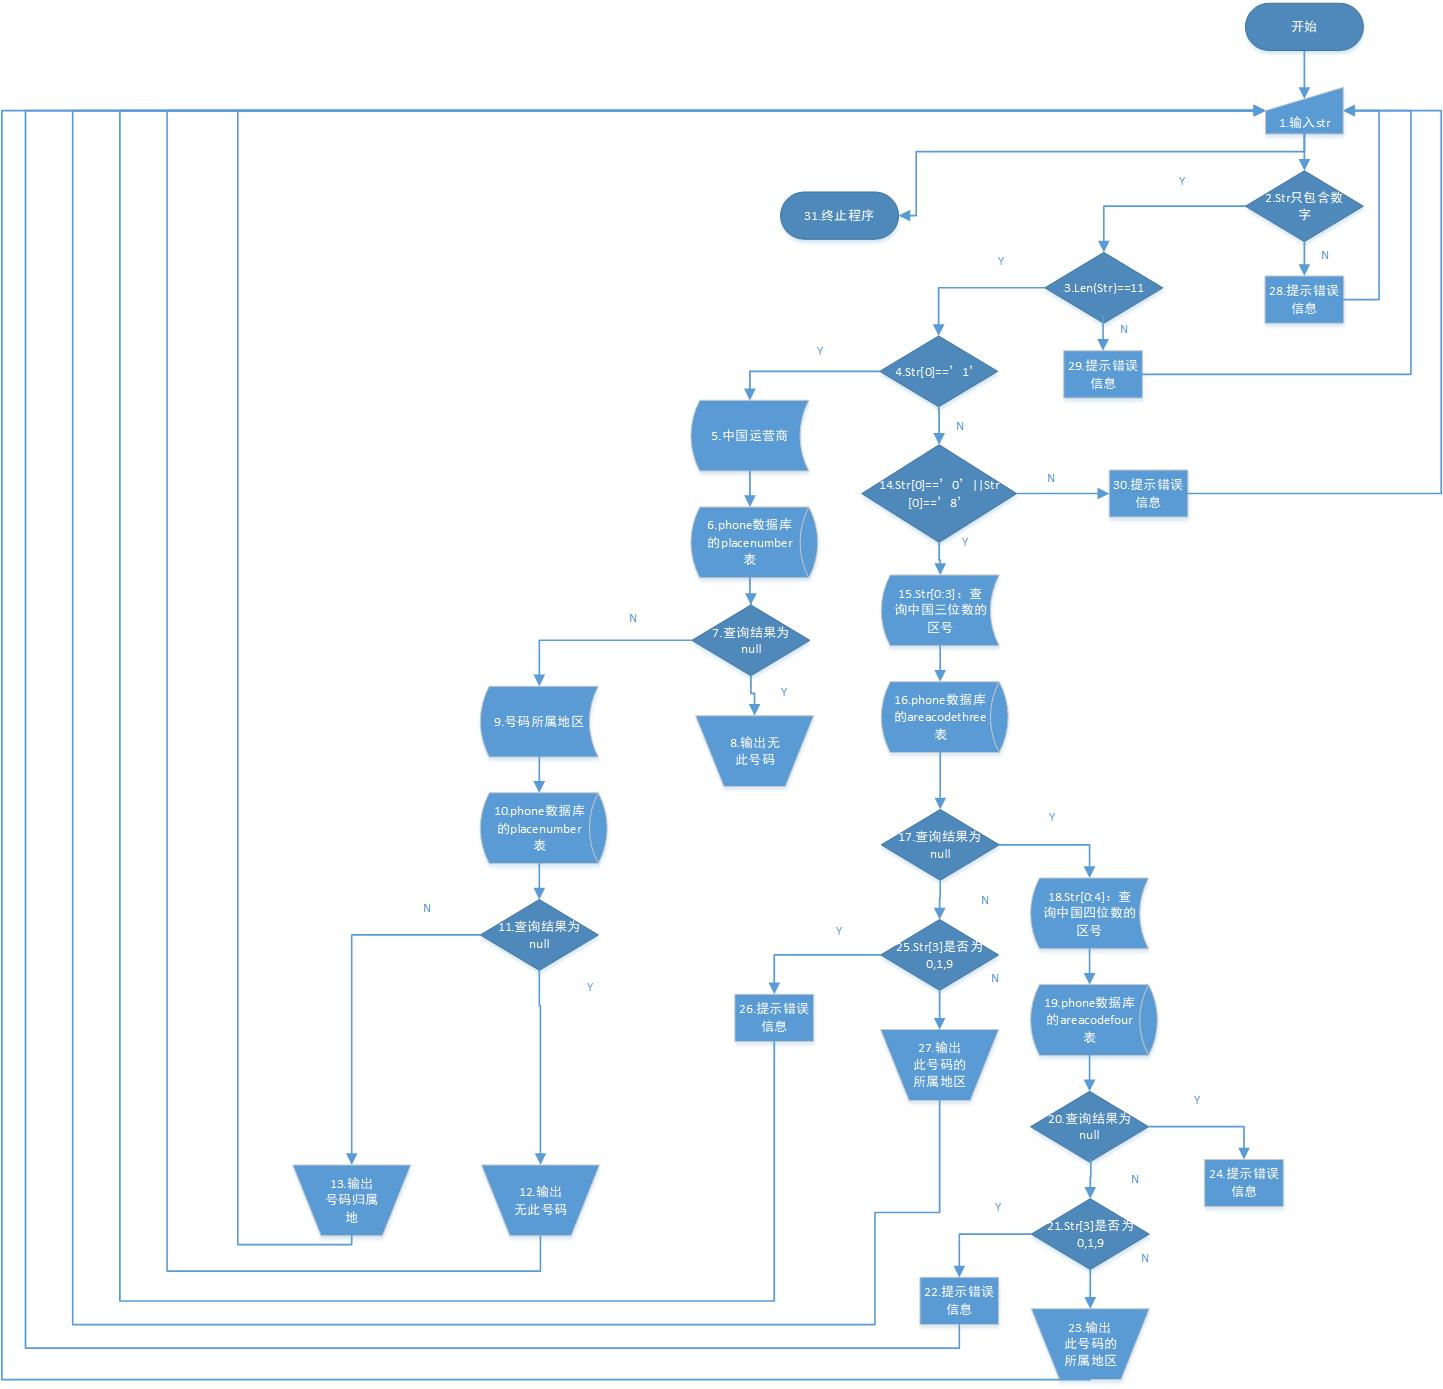 开始
1.输入str
Y
2.Str只包含数
字
31.终止程序
N
Y
3.Len(Str)==11
28.提示错误
信息
N
Y
4.Str[0]==’1’
29.提示错误
信息
N
5.中国运营商
14.Str[0]==’0’||Str
[0]==’8’
N
30.提示错误
信息
Y
6.phone数据库
的placenumber
表
15.Str[0:3]：查
询中国三位数的
区号
N
7.查询结果为
null
Y
9.号码所属地区
8.输出无
此号码
16.phone数据库
的areacodethree
表
10.phone数据库
的placenumber
表
17.查询结果为
null
Y
N
18.Str[0:4]：查
询中国四位数的
区号
N
11.查询结果为
null
Y
Y
25.Str[3]是否为
0,1,9
N
26.提示错误
信息
19.phone数据库
的areacodefour
表
27.输出
此号码的
所属地区
20.查询结果为
null
Y
24.提示错误
信息
N
13.输出
号码归属
地
12.输出
无此号码
Y
21.Str[3]是否为
0,1,9
N
22.提示错误
信息
23.输出
此号码的
所属地区